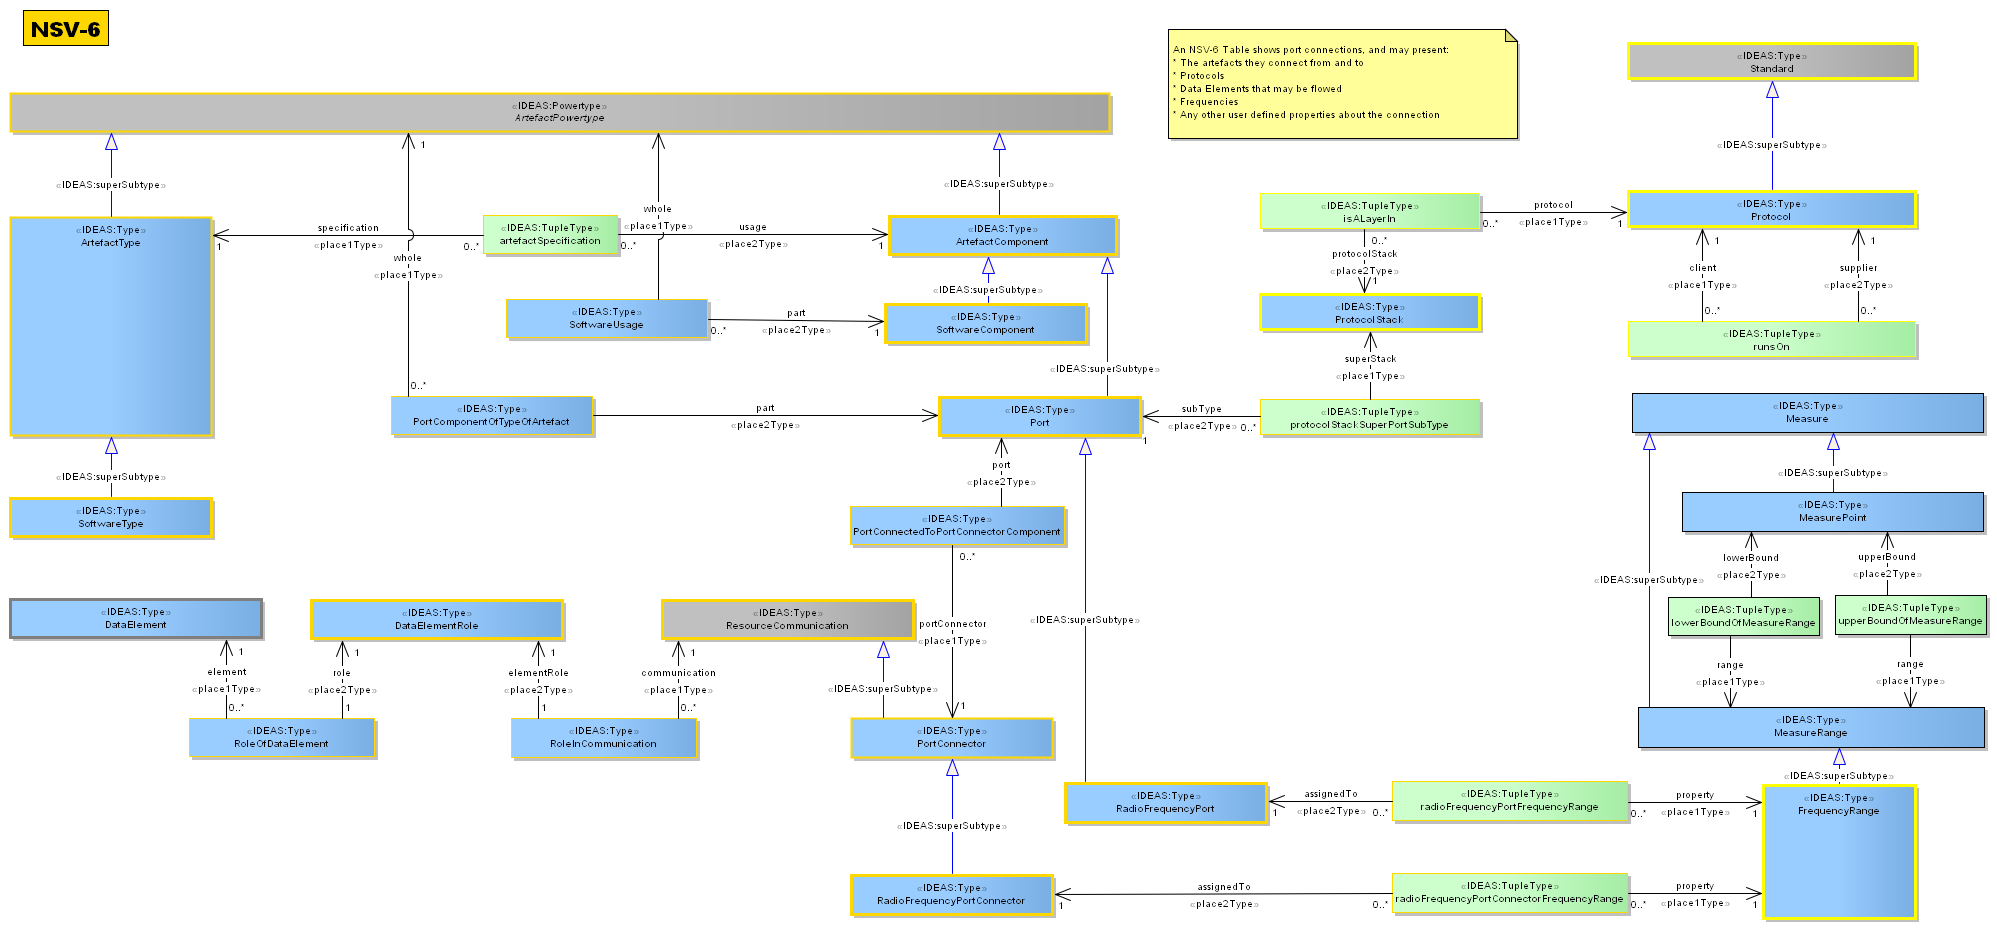 NSV-6
An NSV-6 Table shows port connections, and may present:
* The artefacts they connect from and to
* Protocols
* Data Elements that may be flowed
* Frequencies
* Any other user defined properties about the connection
«IDEAS:Type»
Standard
«IDEAS:Powertype»
ArtefactPowertype
1
«IDEAS:superSubtype»
«IDEAS:superSubtype»
«IDEAS:superSubtype»
«IDEAS:Type»
ArtefactType
specification
«place1Type»
1
0..*
«IDEAS:TupleType»
artefactSpecification
0..*
whole
«place1Type»
usage
«place2Type»
1
«IDEAS:Type»
ArtefactComponent
«IDEAS:TupleType»
isALayerIn
0..*
protocol
«place1Type»
0..*
1
«IDEAS:Type»
Protocol
whole
«place1Type»
0..*
«IDEAS:superSubtype»
«IDEAS:Type»
SoftwareUsage
part
«place2Type»
0..*
1
«IDEAS:Type»
SoftwareComponent
protocolStack
«place2Type»
1
«IDEAS:Type»
ProtocolStack
1
client
«place1Type»
0..*
1
supplier
«place2Type»
0..*
«IDEAS:TupleType»
runsOn
«IDEAS:superSubtype»
superStack
«place1Type»
«IDEAS:Type»
PortComponentOfTypeOfArtefact
part
«place2Type»
«IDEAS:Type»
Port
1
subType
«place2Type»
0..*
«IDEAS:TupleType»
protocolStackSuperPortSubType
«IDEAS:Type»
Measure
«IDEAS:superSubtype»
«IDEAS:Type»
SoftwareType
port
«place2Type»
«IDEAS:superSubtype»
«IDEAS:Type»
MeasurePoint
«IDEAS:Type»
PortConnectedToPortConnectorComponent
0..*
lowerBound
«place2Type»
upperBound
«place2Type»
«IDEAS:superSubtype»
«IDEAS:TupleType»
lowerBoundOfMeasureRange
«IDEAS:TupleType»
upperBoundOfMeasureRange
«IDEAS:Type»
DataElement
«IDEAS:Type»
DataElementRole
«IDEAS:Type»
ResourceCommunication
portConnector
«place1Type»
1
«IDEAS:superSubtype»
1
element
«place1Type»
0..*
1
role
«place2Type»
1
1
elementRole
«place2Type»
1
1
communication
«place1Type»
0..*
«IDEAS:superSubtype»
range
«place1Type»
range
«place1Type»
«IDEAS:Type»
RoleOfDataElement
«IDEAS:Type»
RoleInCommunication
«IDEAS:Type»
PortConnector
«IDEAS:Type»
MeasureRange
«IDEAS:superSubtype»
«IDEAS:Type»
RadioFrequencyPort
assignedTo
«place2Type»
1
0..*
«IDEAS:TupleType»
radioFrequencyPortFrequencyRange
property
«place1Type»
0..*
1
«IDEAS:Type»
FrequencyRange
«IDEAS:superSubtype»
«IDEAS:Type»
RadioFrequencyPortConnector
assignedTo
«place2Type»
1
0..*
«IDEAS:TupleType»
radioFrequencyPortConnectorFrequencyRange
property
«place1Type»
0..*
1